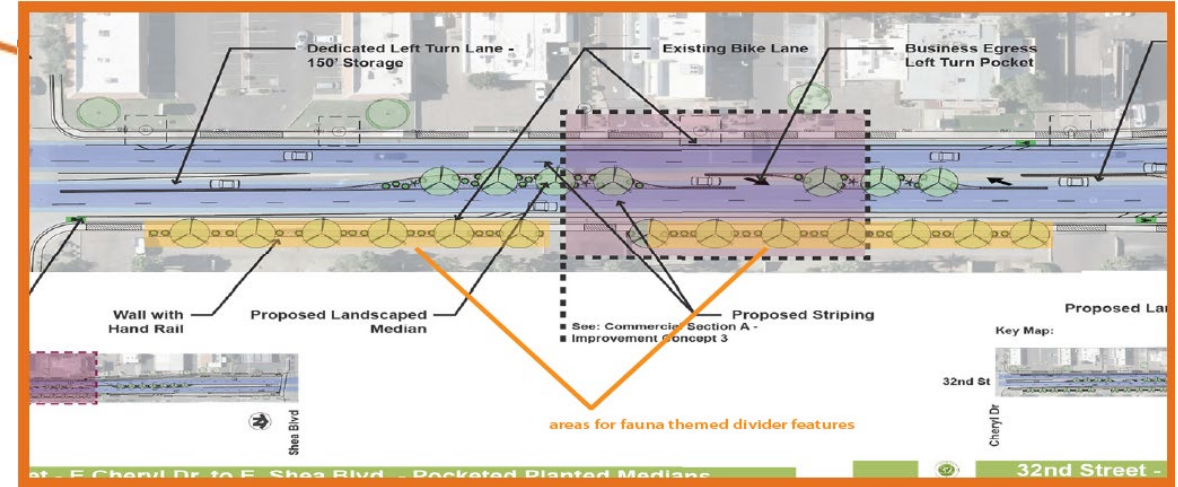 Dedicated Left Turn Lane -
150' Storage
Existing Bike Lane
Business Egress
Left Turn Pocket
Wall with
Hand Rail
Proposed Landscaped
Median
See: Commercial Section A -
Improvement Concept 3
Proposed Striping
Proposed La
Key Map:
32nd St
Cheryl Dr
N
Shea Blvd
areas for fauna themed divider features
et - E Cheryl Dr. to E. Shea Blvd. - Pocketed Planted Medians
32nd Street -